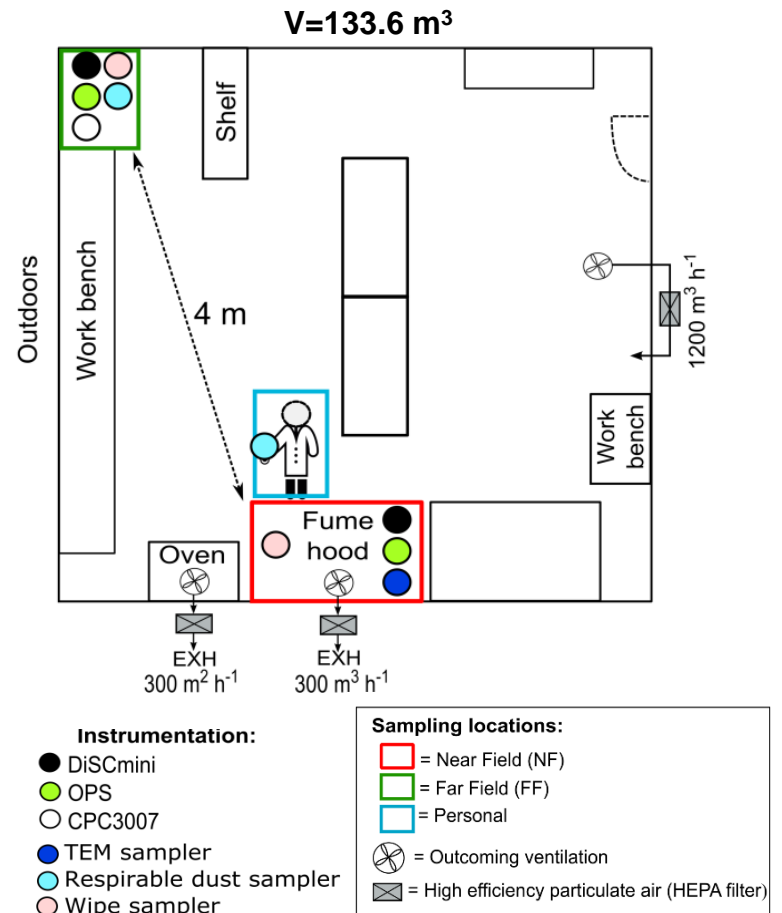 V=133.6 m³
Shelf
Outdoors
Work bench
4 m
1200 m³ h⁻¹
Work
bench
Fume
hood
Oven
EXH
300 m² h⁻¹
EXH
300 m³ h⁻¹
Instrumentation:
DiSCmini
OPS
CPC3007
TEM sampler
Respirable dust sampler
Wipe sampler
Sampling locations:
= Near Field (NF)
= Far Field (FF)
= Personal
= Outcoming ventilation
= High efficiency particulate air (HEPA filter)